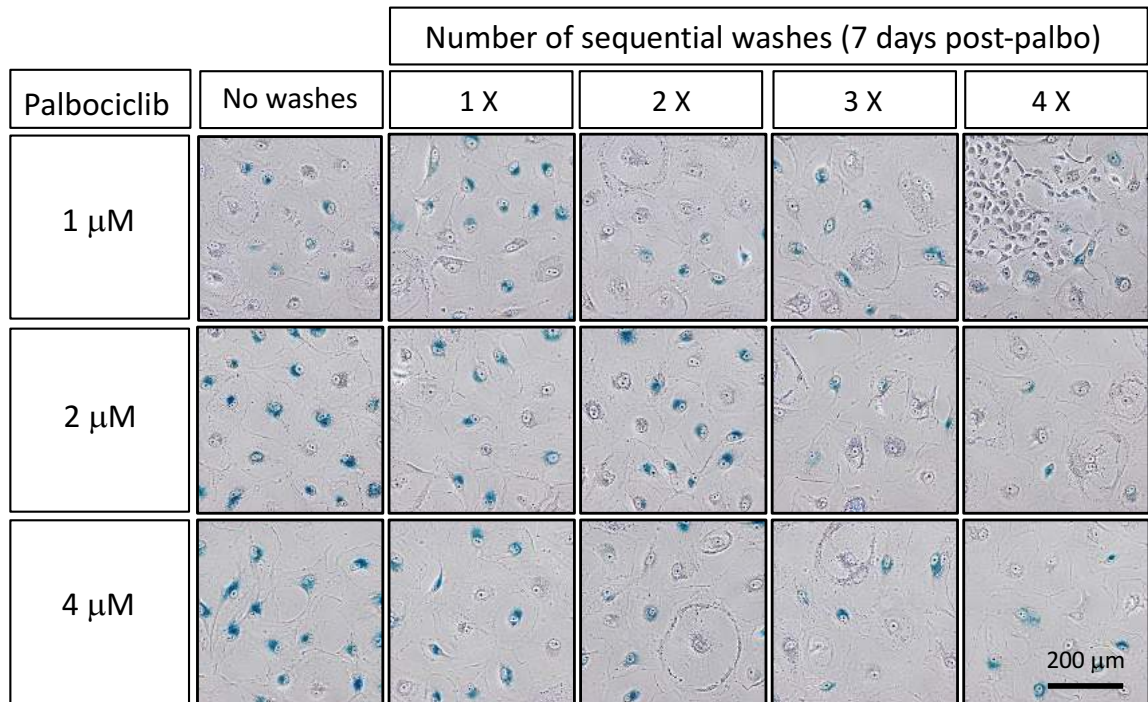 Number of sequential washes (7 days post-palbo)
Palbociclib No washes 1 X 2 X 3 X 4 X
1 μM
2 μM
4 μM
200 μm